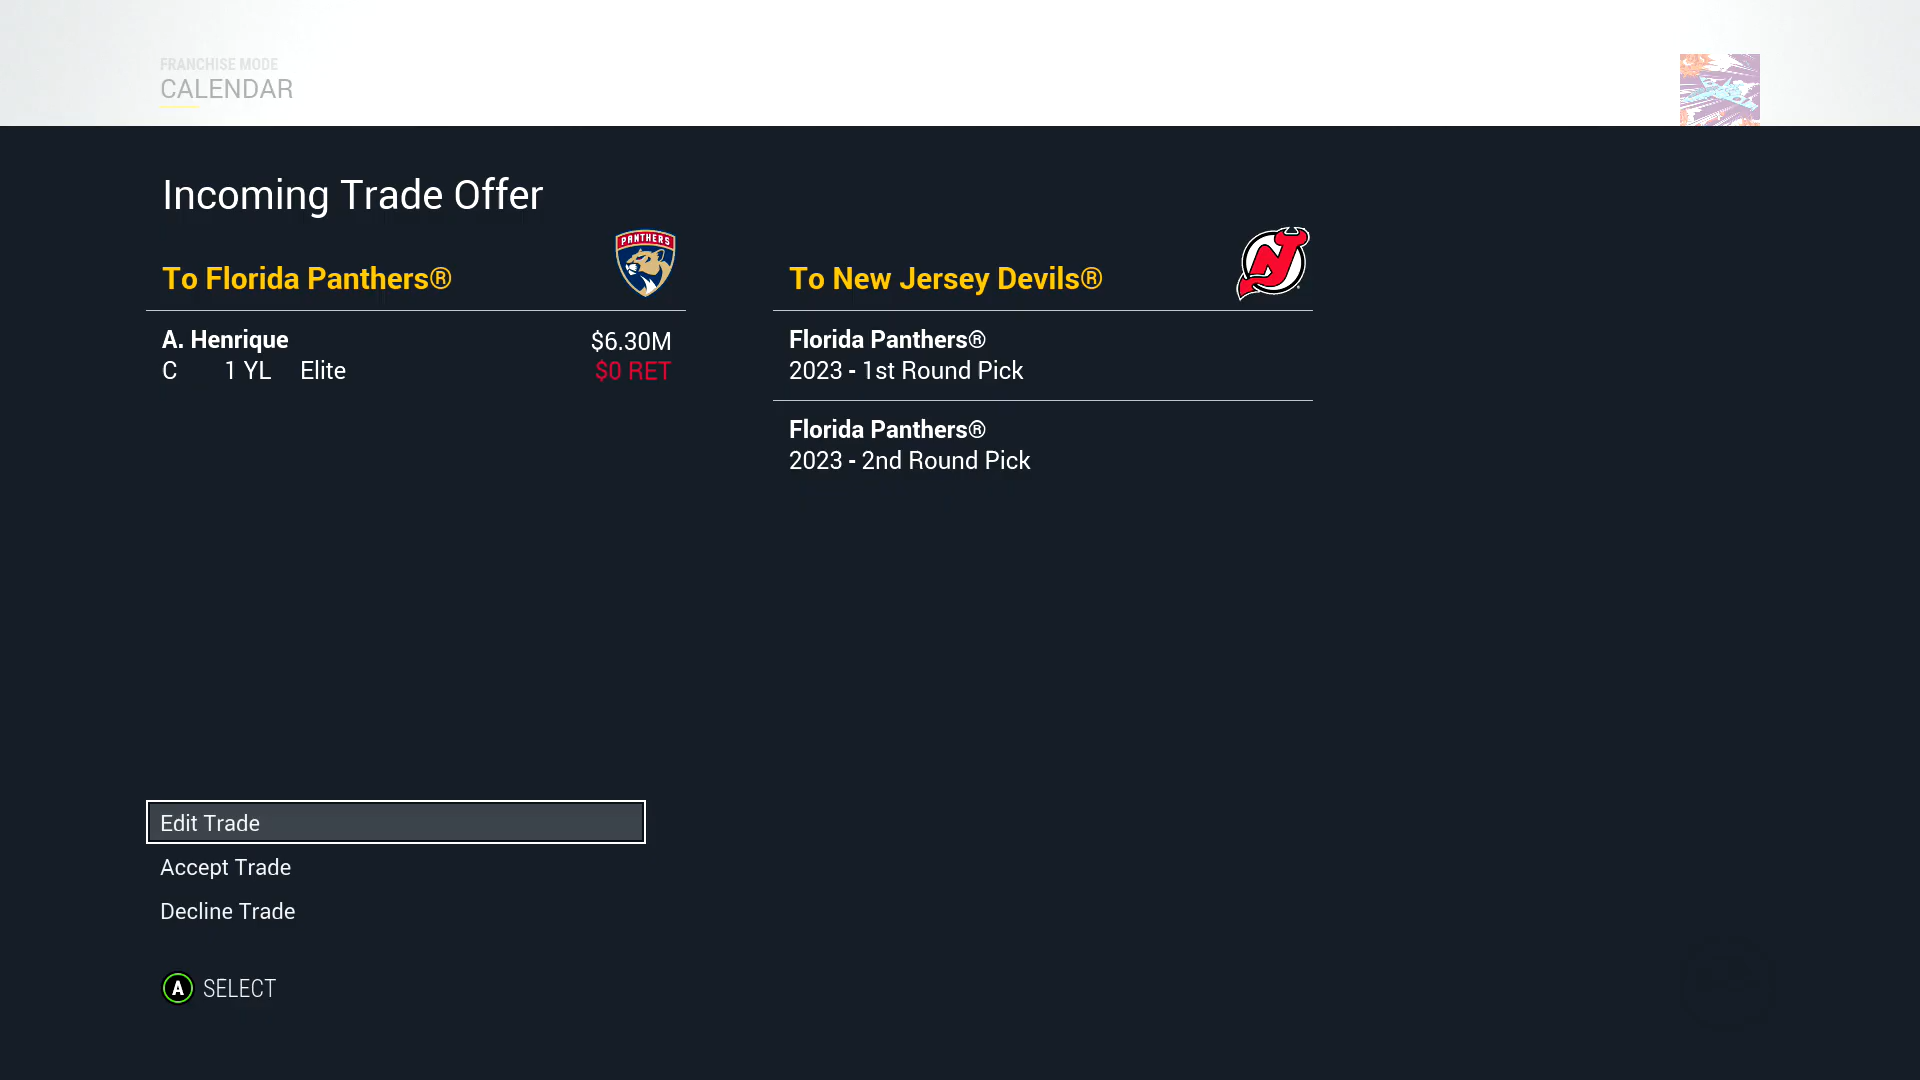 FRANCHISE MODE
CALENDAR
Incoming Trade Offer
To Florida Panthers®
PANTHERS
A. Henrique $6.30M
C 1 YL Elite $0 RET
To New Jersey Devils®
Florida Panthers®
2023 - 1st Round Pick
Florida Panthers®
2023 - 2nd Round Pick
Edit Trade
Accept Trade
Decline Trade
A SELECT